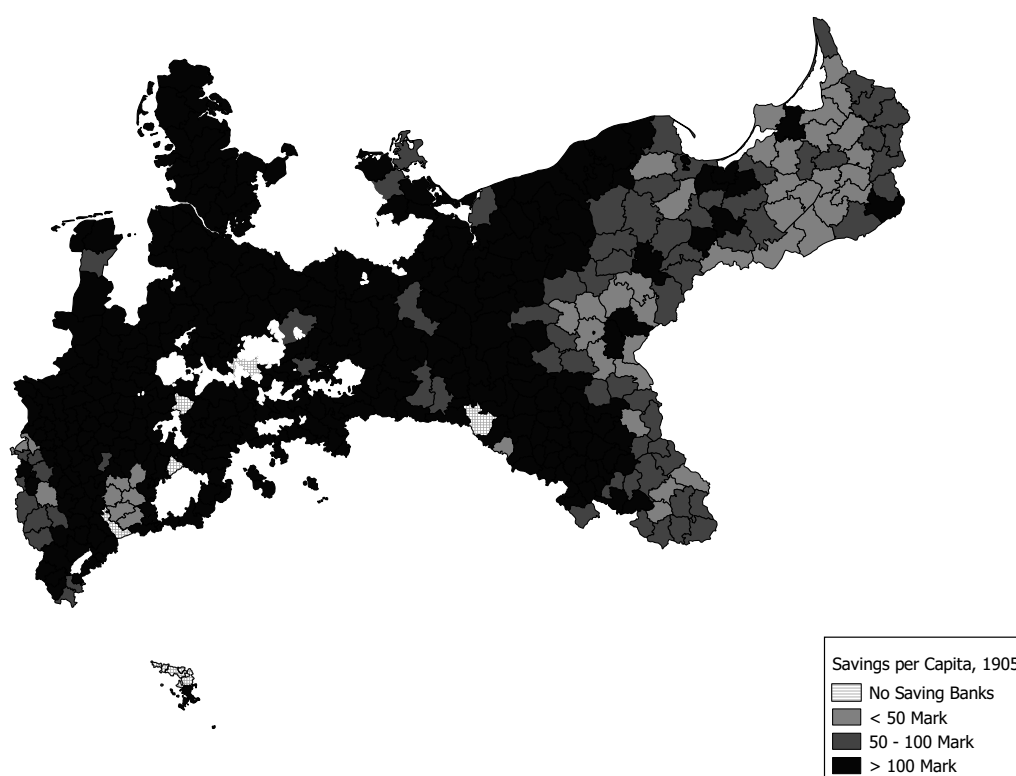 Savings per Capita, 1905
No Saving Banks
< 50 Mark
50 - 100 Mark
> 100 Mark